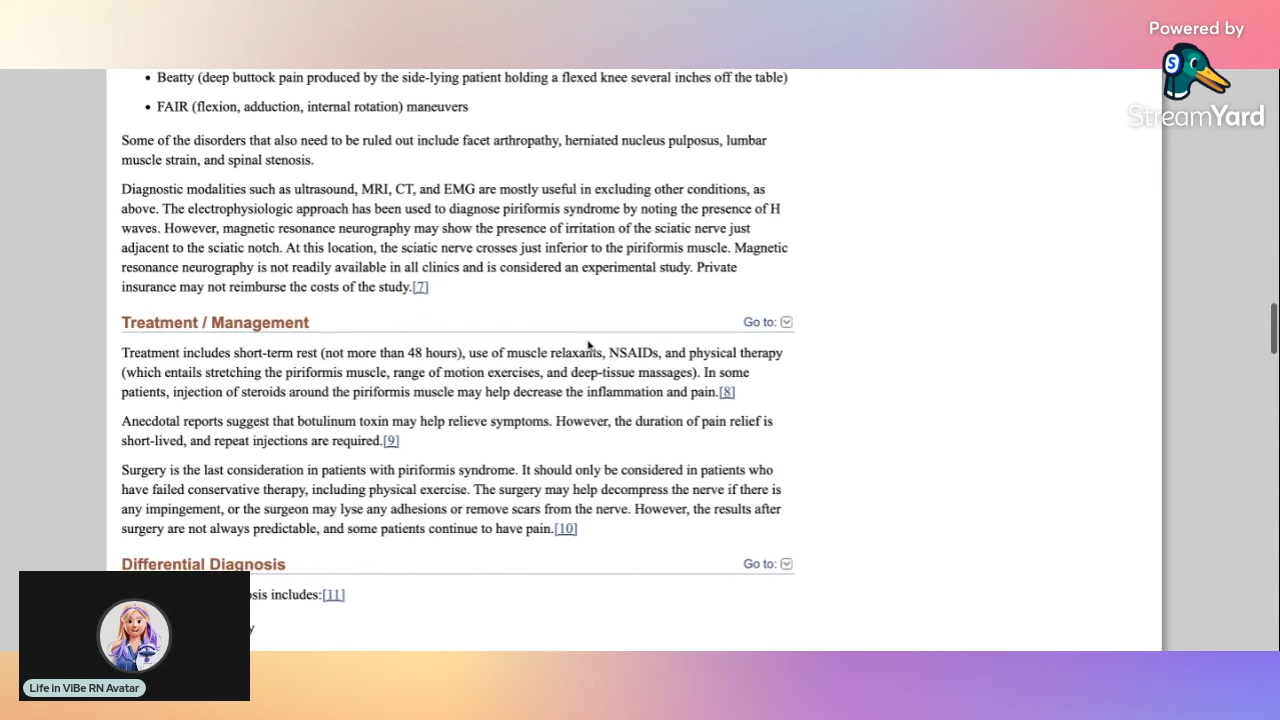 Powered by
S
StreamYard
• Beatty (deep buttock pain produced by the side-lying patient holding a flexed knee several inches off the table)
• FAIR (flexion, adduction, internal rotation) maneuvers
Some of the disorders that also need to be ruled out include facet arthropathy, herniated nucleus pulposus, lumbar
muscle strain, and spinal stenosis.
Diagnostic modalities such as ultrasound, MRI, CT, and EMG are mostly useful in excluding other conditions, as
above. The electrophysiologic approach has been used to diagnose piriformis syndrome by noting the presence of H
waves. However, magnetic resonance neurography may show the presence of irritation of the sciatic nerve just
adjacent to the sciatic notch. At this location, the sciatic nerve crosses just inferior to the piriformis muscle. Magnetic
resonance neurography is not readily available in all clinics and is considered an experimental study. Private
insurance may not reimburse the costs of the study.[7]
Treatment / Management Go to:
Treatment includes short-term rest (not more than 48 hours), use of muscle relaxants, NSAIDs, and physical therapy
(which entails stretching the piriformis muscle, range of motion exercises, and deep-tissue massages). In some
patients, injection of steroids around the piriformis muscle may help decrease the inflammation and pain.[8]
Anecdotal reports suggest that botulinum toxin may help relieve symptoms. However, the duration of pain relief is
short-lived, and repeat injections are required.[9]
Surgery is the last consideration in patients with piriformis syndrome. It should only be considered in patients who
have failed conservative therapy, including physical exercise. The surgery may help decompress the nerve if there is
any impingement, or the surgeon may lyse any adhesions or remove scars from the nerve. However, the results after
surgery are not always predictable, and some patients continue to have pain.[10]
Differential Diagnosis Go to:
osis includes:[11]
y
Life in ViBe RN Avatar